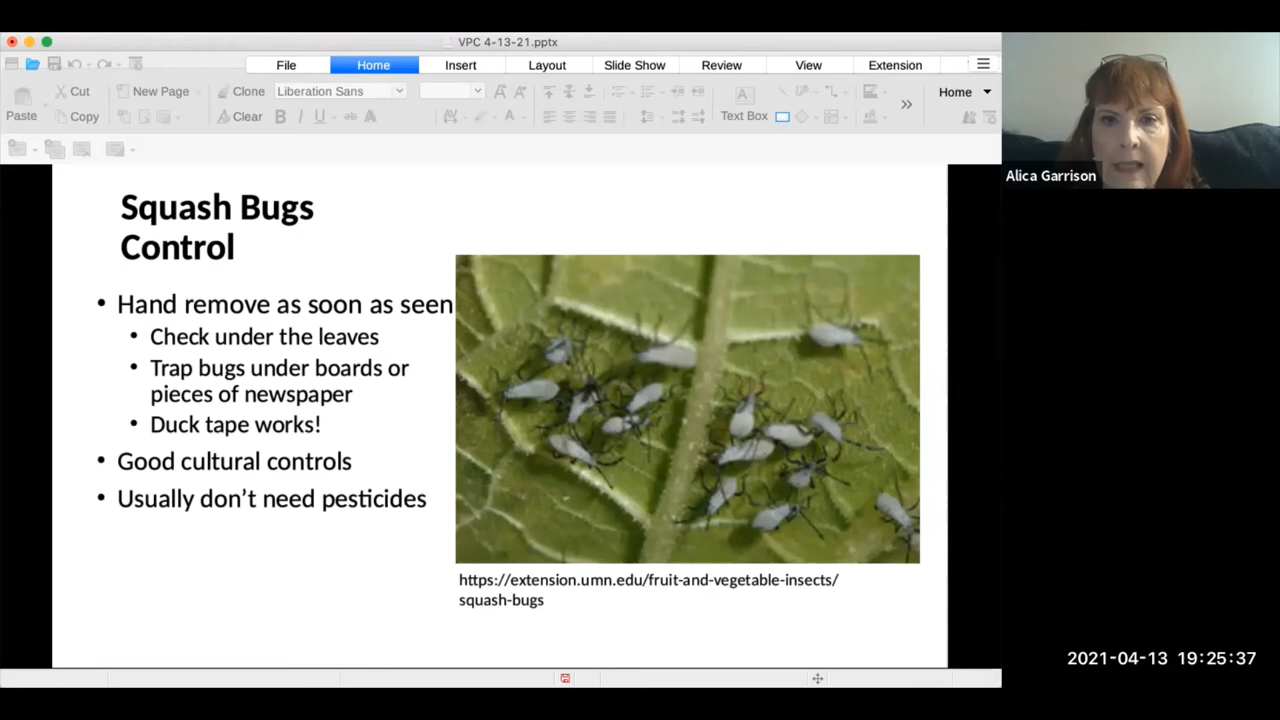 VPC 4-13-21.pptx
File Home Insert Layout Slide Show Review View Extension
Cut New Page Clone Liberation Sans Home
Paste Copy Clear B I U ab A Text Box
Squash Bugs
Control
• Hand remove as soon as seen
• Check under the leaves
• Trap bugs under boards or
pieces of newspaper
• Duck tape works!
• Good cultural controls
• Usually don't need pesticides
https://extension.umn.edu/fruit-and-vegetable-insects/
squash-bugs
Alica Garrison
2021-04-13 19:25:37